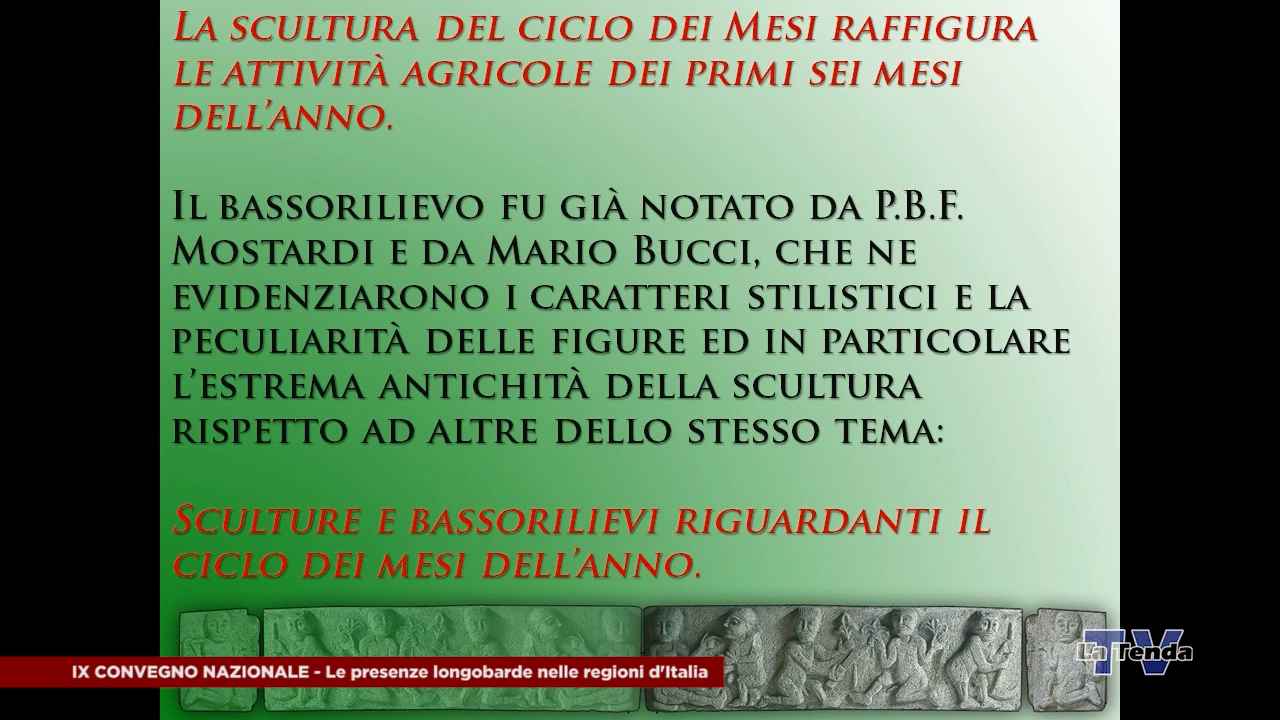 La scultura del ciclo dei Mesi raffigura
le attività agricole dei primi sei mesi
dell'anno.
Il bassorilievo fu già notato da P.B.F.
Mostardi e da Mario Bucci, che ne
evidenziarono i caratteri stilistici e la
peculiarità delle figure ed in particolare
l'estrema antichità della scultura
rispetto ad altre dello stesso tema:
Sculture e bassorilievi riguardanti il
ciclo dei mesi dell'anno.
IX CONVEGNO NAZIONALE - Le presenze longobarde nelle regioni d'Italia
TV
La Tenda